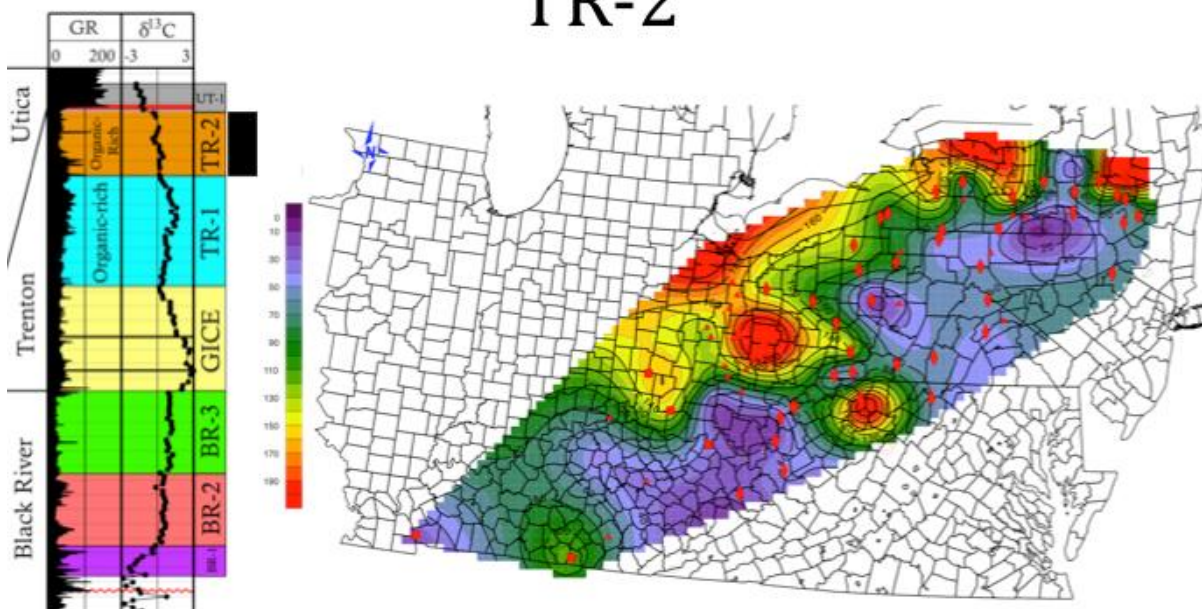 TR-2
GR δ¹³C
0 200 -3 3
Utica
Trenton
Black River
Organic-Rich
Organic-rich
UT-1
TR-2
TR-1
GICE
BR-3
BR-2
BR-1
0
10
30
50
70
90
110
130
150
170
190
N
160